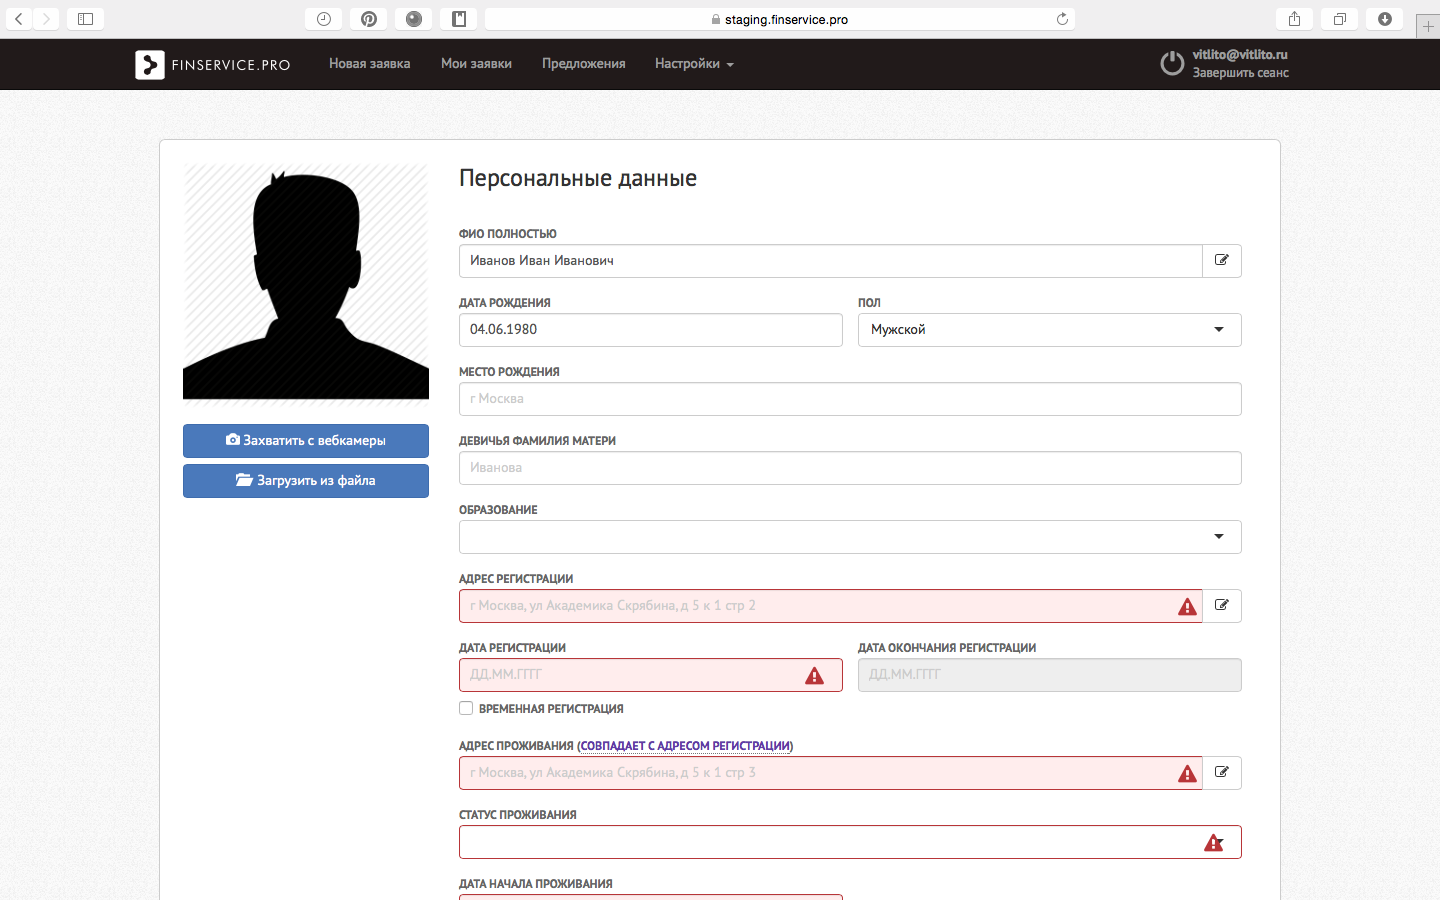 staging.finservice.pro
FINSERVICE.PRO
Новая заявка
Мои заявки
Предложения
Настройки
vitlito@vitlito.ru
Завершить сеанс
Персональные данные
ФИО ПОЛНОСТЬЮ
Иванов Иван Иванович
ДАТА РОЖДЕНИЯ
ПОЛ
04.06.1980
Мужской
МЕСТО РОЖДЕНИЯ
г Москва
Захватить с вебкамеры
Загрузить из файла
ДЕВИЧЬЯ ФАМИЛИЯ МАТЕРИ
Иванова
ОБРАЗОВАНИЕ
АДРЕС РЕГИСТРАЦИИ
г Москва, ул Академика Скрябина, д 5 к 1 стр 2
ДАТА РЕГИСТРАЦИИ
ДАТА ОКОНЧАНИЯ РЕГИСТРАЦИИ
ДД.ММ.ГГГГ
ДД.ММ.ГГГГ
ВРЕМЕННАЯ РЕГИСТРАЦИЯ
АДРЕС ПРОЖИВАНИЯ (СОВПАДАЕТ С АДРЕСОМ РЕГИСТРАЦИИ)
г Москва, ул Академика Скрябина, д 5 к 1 стр 3
СТАТУС ПРОЖИВАНИЯ
ДАТА НАЧАЛА ПРОЖИВАНИЯ